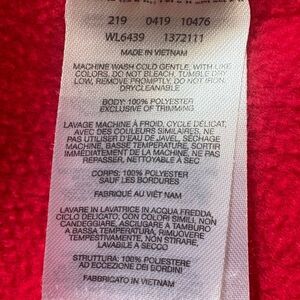 219 0419 10476
WL6439 1372111
MADE IN VIETNAM
MACHINE WASH COLD GENTLE, WITH LIKE
COLORS, DO NOT BLEACH, TUMBLE DRY
LOW, REMOVE PROMPTLY, DO NOT IRON,
DRYCLEANABLE
BODY: 100% POLYESTER
EXCLUSIVE OF TRIMMING
LAVAGE MACHINE À FROID, CYCLE DÉLICAT,
AVEC DES COULEURS SIMILAIRES, NE
PAS UTILISER D'EAU DE JAVEL, SÉCHAGE
MACHINE, BASSE TEMPÉRATURE, SORTIR
IMMÉDIATEMENT DE LA MACHINE, NE PAS
REPASSER, NETTOYABLE À SEC
CORPS: 100% POLYESTER
SAUF LES BORDURES
FABRIQUÉ AU VIÊT NAM
LAVARE IN LAVATRICE IN ACQUA FREDDA,
CICLO DELICATO, CON COLORI SIMILI, NON
CANDEGGIARE, ASCIUGARE A TAMBURO
A BASSA TEMPERATURA, RIMUOVERE
TEMPESTIVAMENTE, NON STIRARE,
LAVABILE A SECCO
STRUTTURA: 100% POLIESTERE
AD ECCEZIONE DEI BORDINI
FABBRICATO IN VIETNAM